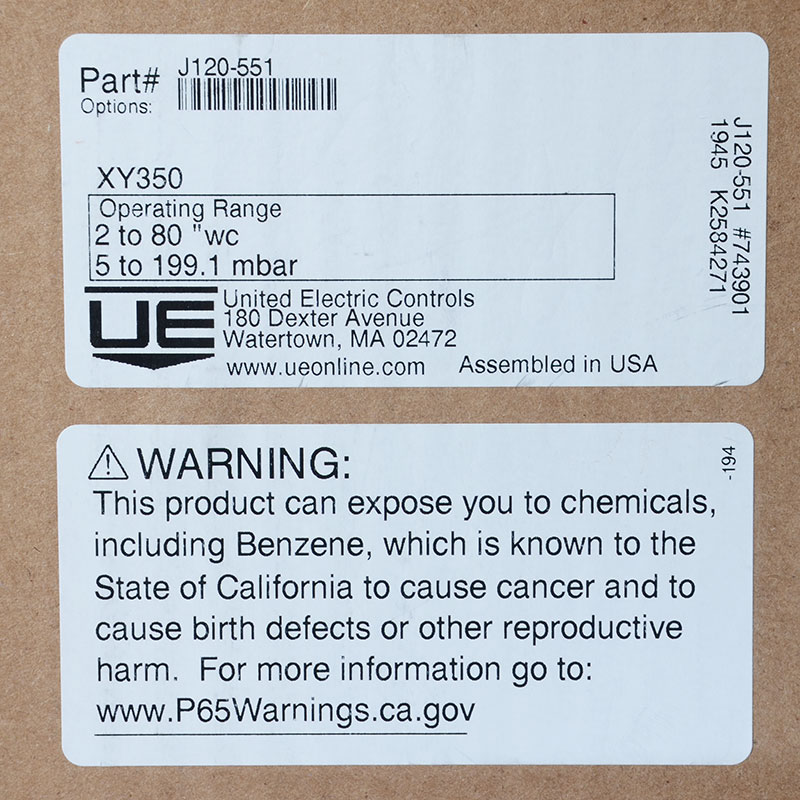 Part# J120-551
Options:
XY350
Operating Range
2 to 80 "wc
5 to 199.1 mbar
UE
United Electric Controls
180 Dexter Avenue
Watertown, MA 02472
www.ueonline.com Assembled in USA
J120-551 #743901
1945 K2584271
⚠ WARNING:
This product can expose you to chemicals,
including Benzene, which is known to the
State of California to cause cancer and to
cause birth defects or other reproductive
harm. For more information go to:
www.P65Warnings.ca.gov
-194